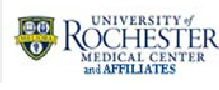 UNIVERSITY of
ROCHESTER
MEDICAL CENTER
and AFFILIATES